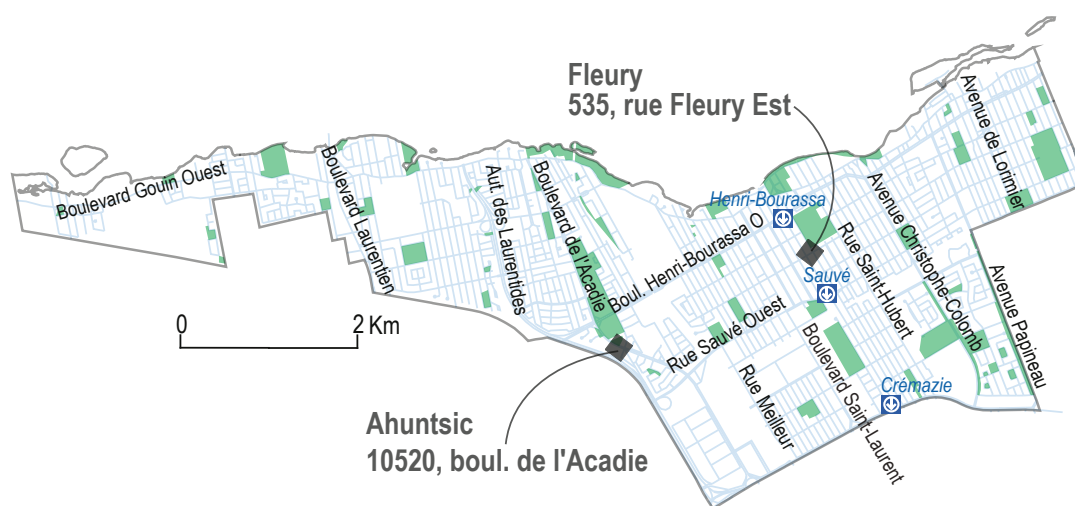 Fleury
535, rue Fleury Est
Avenue de Lorimier
Boulevard Gouin Ouest
Boulevard Laurentien
Aut. des Laurentides
Boulevard de l'Acadie
Henri-Bourassa
Boul. Henri-Bourassa O
Avenue Christophe-Colomb
Rue Saint-Hubert
Sauvé
Avenue Papineau
0 2 Km
Rue Sauvé Ouest
Rue Meilleur
Boulevard Saint-Laurent
Crémazie
Ahuntsic
10520, boul. de l'Acadie